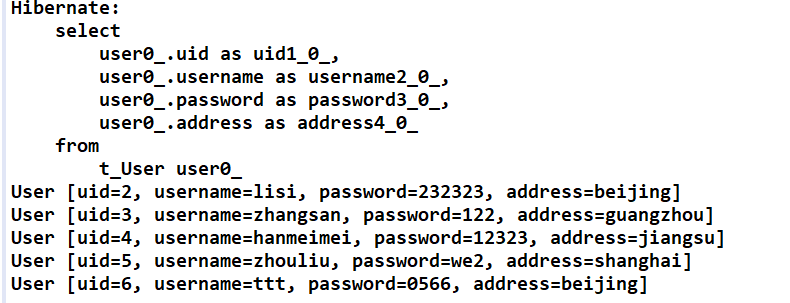 Hibernate:
    select
        user0_.uid as uid1_0_,
        user0_.username as username2_0_,
        user0_.password as password3_0_,
        user0_.address as address4_0_
    from
        t_User user0_
User [uid=2, username=lisi, password=232323, address=beijing]
User [uid=3, username=zhangsan, password=122, address=guangzhou]
User [uid=4, username=hanmeimei, password=12323, address=jiangsu]
User [uid=5, username=zhouliu, password=we2, address=shanghai]
User [uid=6, username=ttt, password=0566, address=beijing]